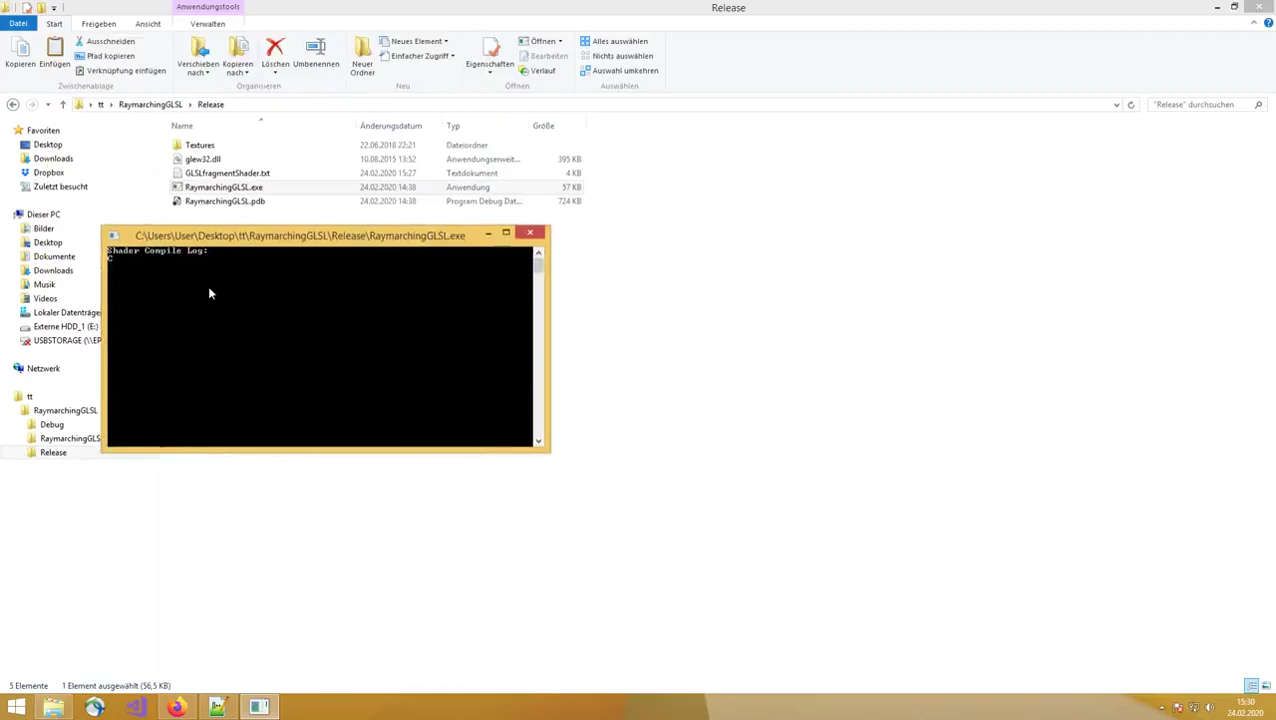 Anwendungstools
Release
Datei
Start
Freigeben
Ansicht
Verwalten
Kopieren
Einfügen
Ausschneiden
Pfad kopieren
Verknüpfung einfügen
Zwischenablage
Verschieben nach
Kopieren nach
Löschen
Umbenennen
Organisieren
Neuer Ordner
Neues Element
Einfacher Zugriff
Neu
Eigenschaften
Öffnen
Bearbeiten
Verlauf
Öffnen
Alles auswählen
Nichts auswählen
Auswahl umkehren
Auswählen
tt RaymarchingGLSL Release
"Release" durchsuchen
Favoriten
Desktop
Downloads
Dropbox
Zuletzt besucht
Dieser PC
Bilder
Desktop
Dokumente
Downloads
Musik
Videos
Lokaler Datenträge
Externe HDD_1 (E:)
USBSTORAGE (\\EP
Netzwerk
tt
RaymarchingGLSL
Debug
RaymarchingGLS
Release
Name Änderungsdatum Typ Größe
Textures 22.06.2018 22:21 Dateiordner
glew32.dll 10.08.2015 13:52 Anwendungserweit... 395 KB
GLSLfragmentShader.txt 24.02.2020 15:27 Textdokument 4 KB
RaymarchingGLSL.exe 24.02.2020 14:38 Anwendung 57 KB
RaymarchingGLSL.pdb 24.02.2020 14:38 Program Debug Dat... 724 KB
C:\Users\User\Desktop\tt\RaymarchingGLSL\Release\RaymarchingGLSL.exe
Shader Compile Log:
C
5 Elemente 1 Element ausgewählt (56,5 KB)
15:30
24.02.2020